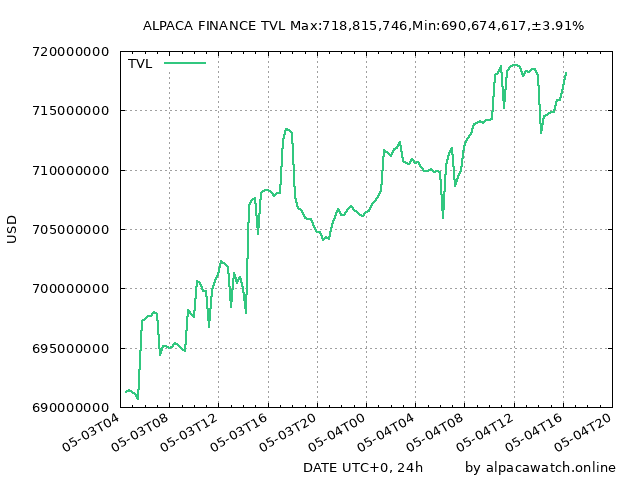 ALPACA FINANCE TVL Max:718,815,746,Min:690,674,617,±3.91%
TVL
720000000
715000000
710000000
705000000
700000000
695000000
690000000
USD
05-03T04
05-03T08
05-03T12
05-03T16
05-03T20
05-04T00
05-04T04
05-04T08
05-04T12
05-04T16
05-04T20
DATE UTC+0, 24h
by alpacawatch.online